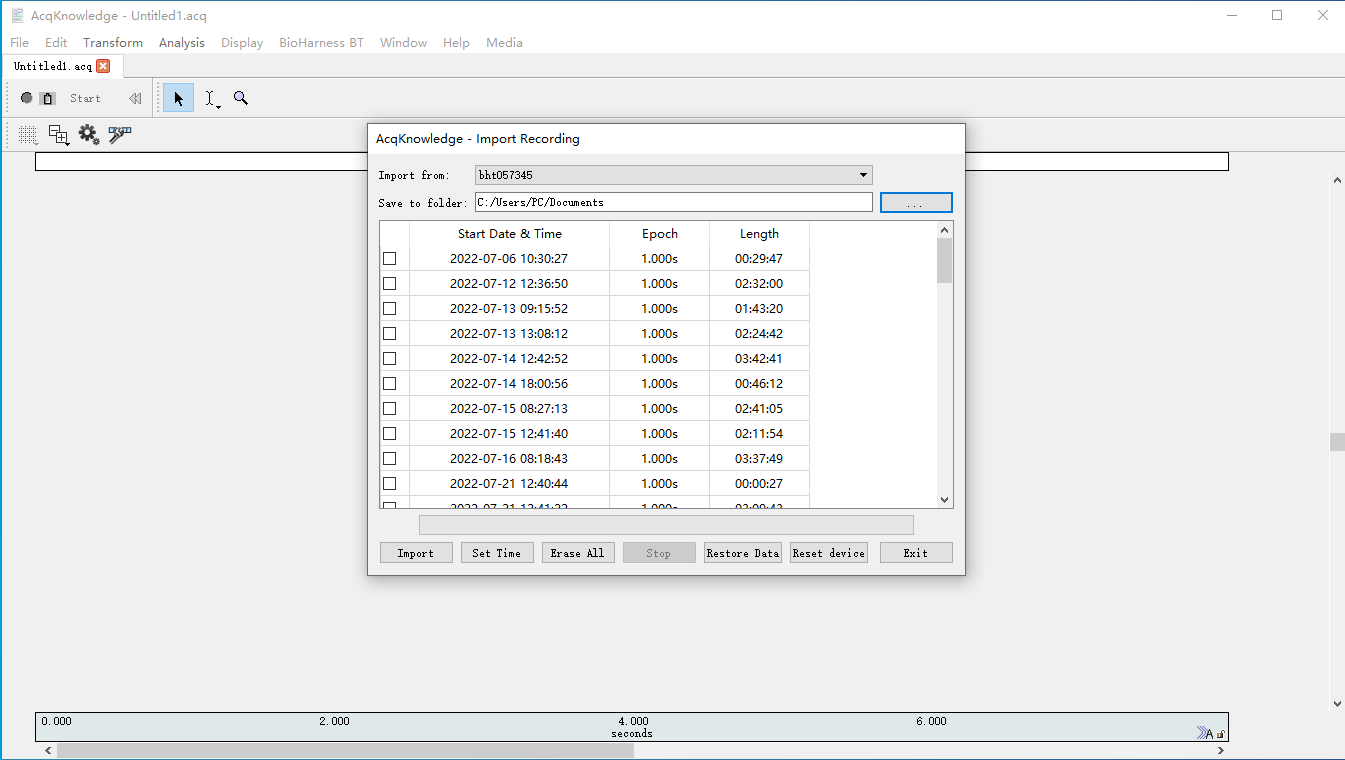 AcqKnowledge - Untitled1.acq
File Edit Transform Analysis Display BioHarness BT Window Help Media
Untitled1.acq
Start
AcqKnowledge - Import Recording
Import from: bht057345
Save to folder: C:/Users/PC/Documents ...
Start Date & Time Epoch Length
2022-07-06 10:30:27 1.000s 00:29:47
2022-07-12 12:36:50 1.000s 02:32:00
2022-07-13 09:15:52 1.000s 01:43:20
2022-07-13 13:08:12 1.000s 02:24:42
2022-07-14 12:42:52 1.000s 03:42:41
2022-07-14 18:00:56 1.000s 00:46:12
2022-07-15 08:27:13 1.000s 02:41:05
2022-07-15 12:41:40 1.000s 02:11:54
2022-07-16 08:18:43 1.000s 03:37:49
2022-07-21 12:40:44 1.000s 00:00:27
Import Set Time Erase All Stop Restore Data Reset device Exit
0.000 2.000 4.000 6.000
seconds
A